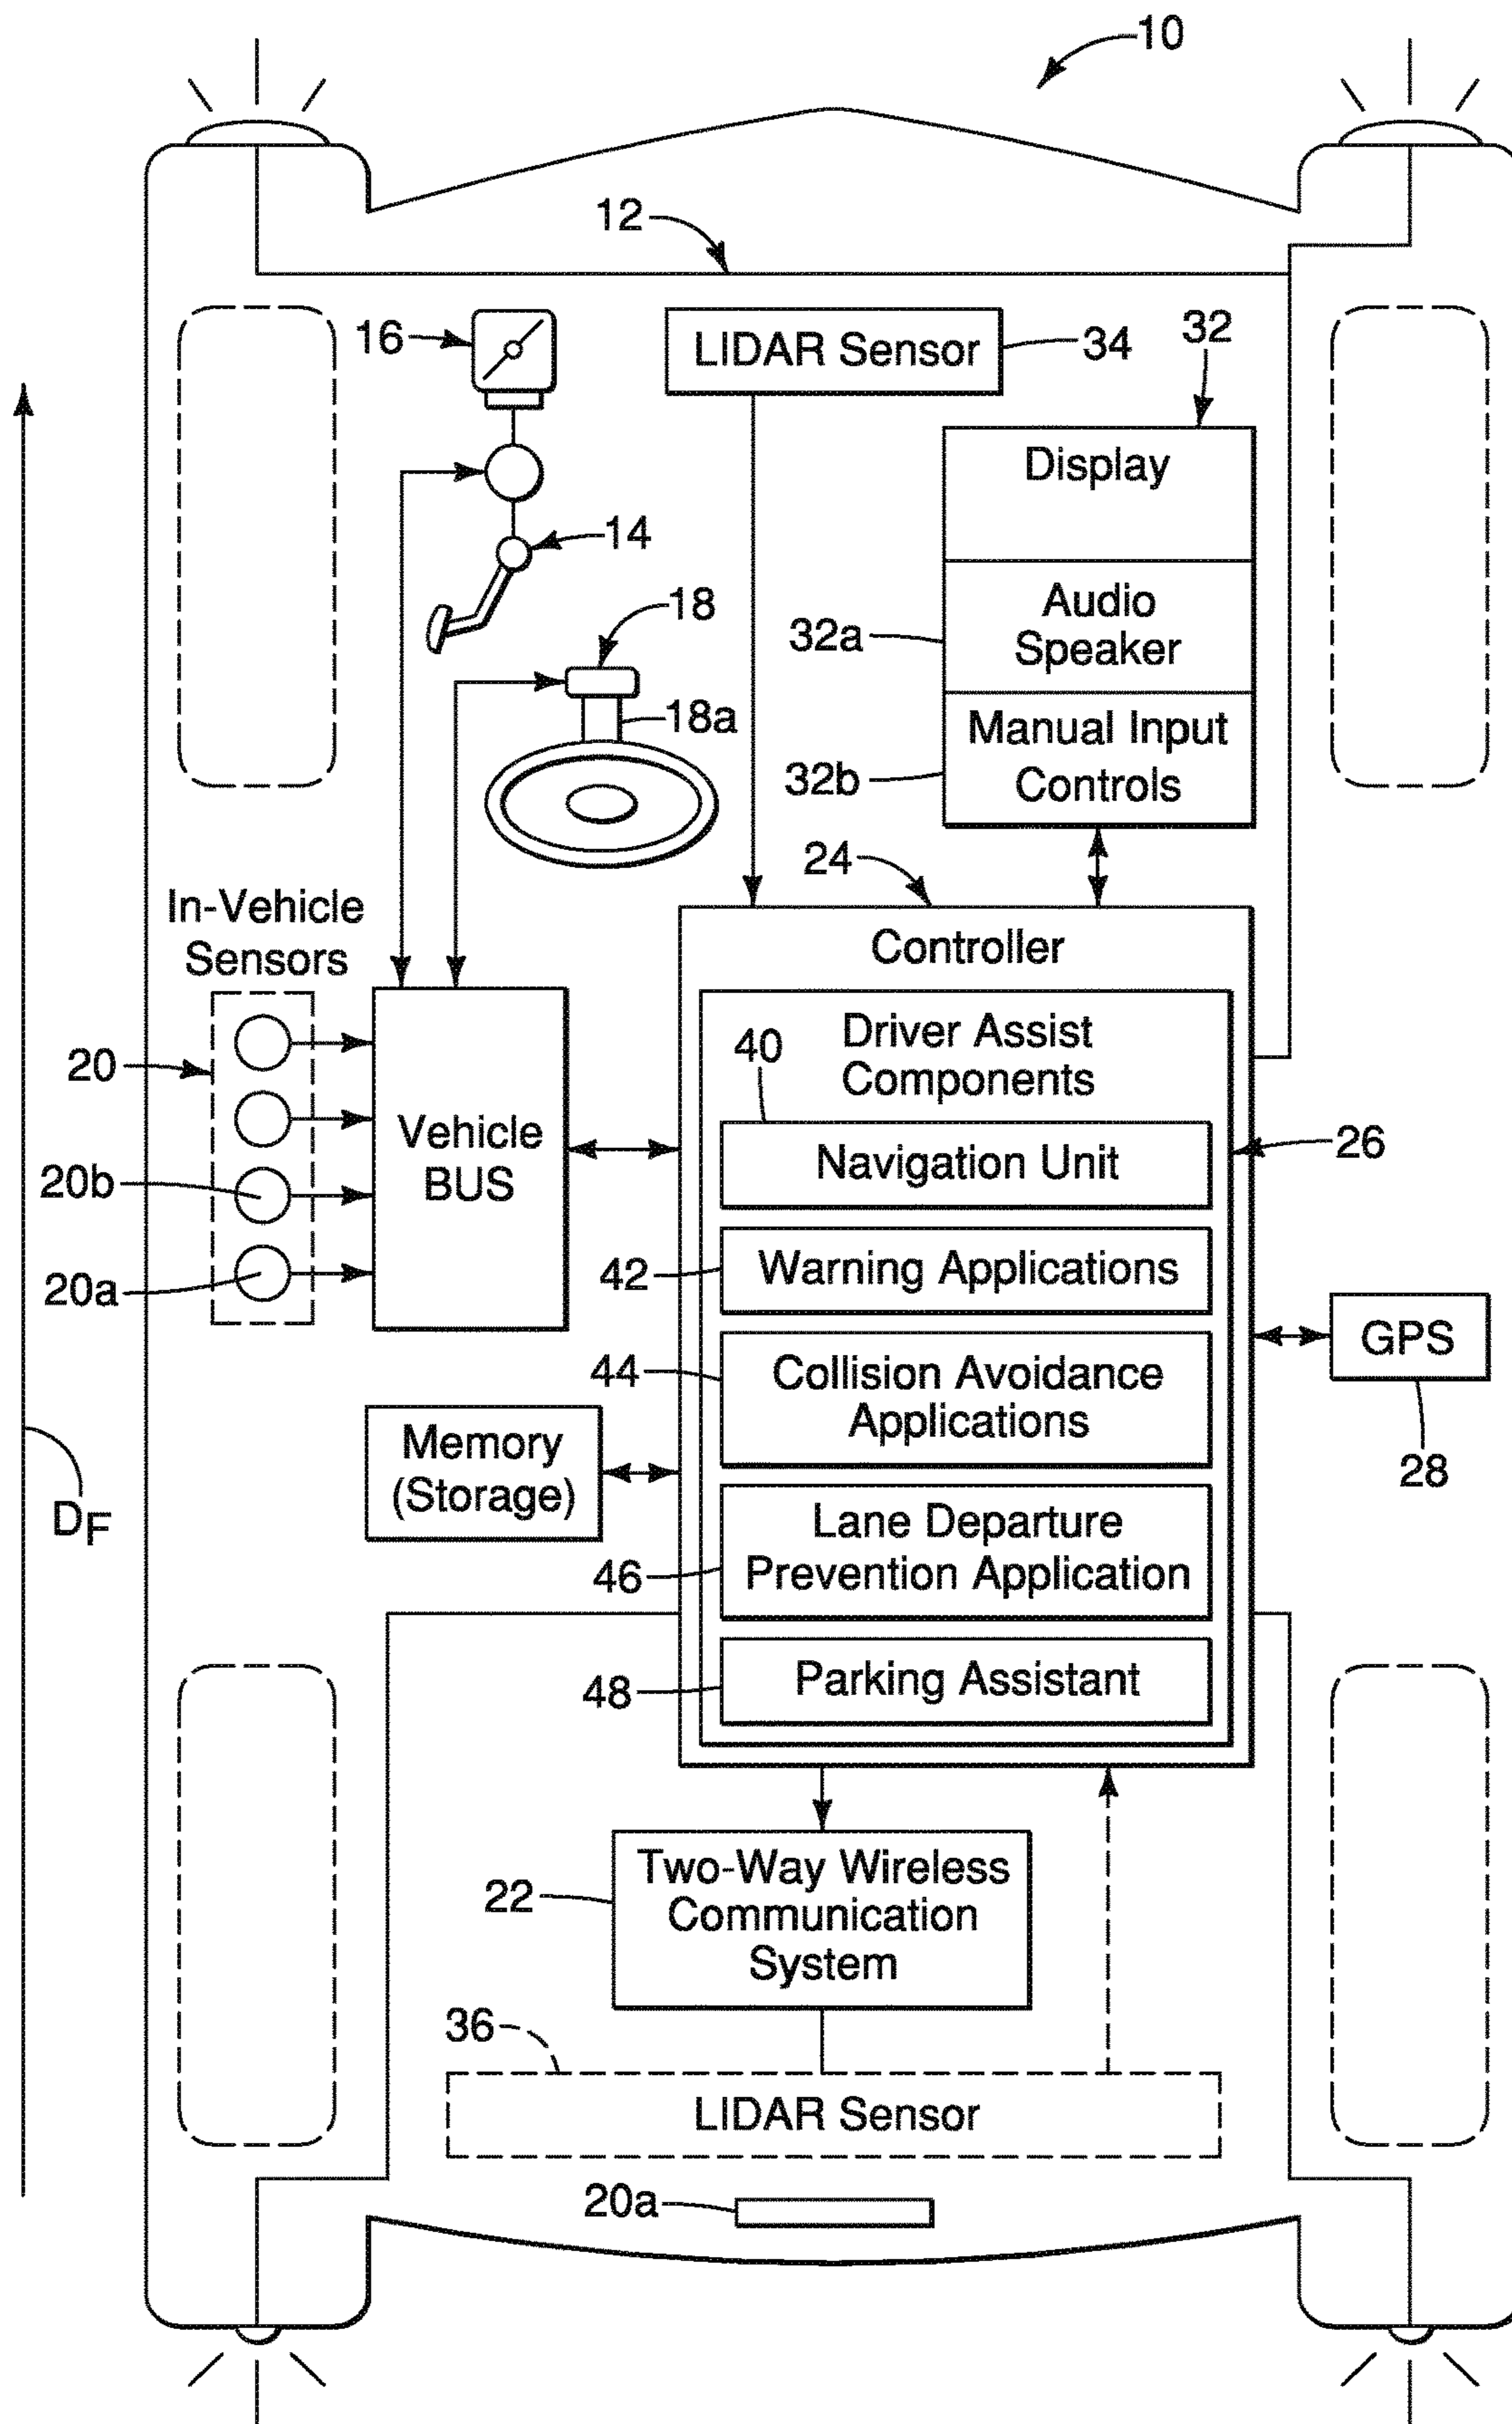 10
12
16
LIDAR Sensor
34
32
Display
14
Audio
Speaker
32a
18
18a
Manual Input
Controls
32b
24
In-Vehicle
Sensors
Controller
Driver Assist
Components
40
20
Vehicle
BUS
Navigation Unit
26
20b
Warning Applications
42
20a
GPS
28
Collision Avoidance
Applications
44
Memory
(Storage)
DF
Lane Departure
Prevention Application
46
Parking Assistant
48
Two-Way Wireless
Communication
System
22
36
LIDAR Sensor
20a